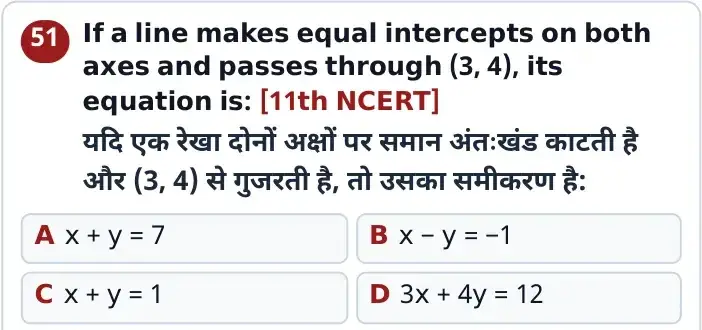 51 If a line makes equal intercepts on both
axes and passes through (3, 4), its
equation is: [11th NCERT]
यदि एक रेखा दोनों अक्षों पर समान अंतःखंड काटती है
और (3, 4) से गुजरती है, तो उसका समीकरण है:
A x + y = 7
B x − y = −1
C x + y = 1
D 3x + 4y = 12